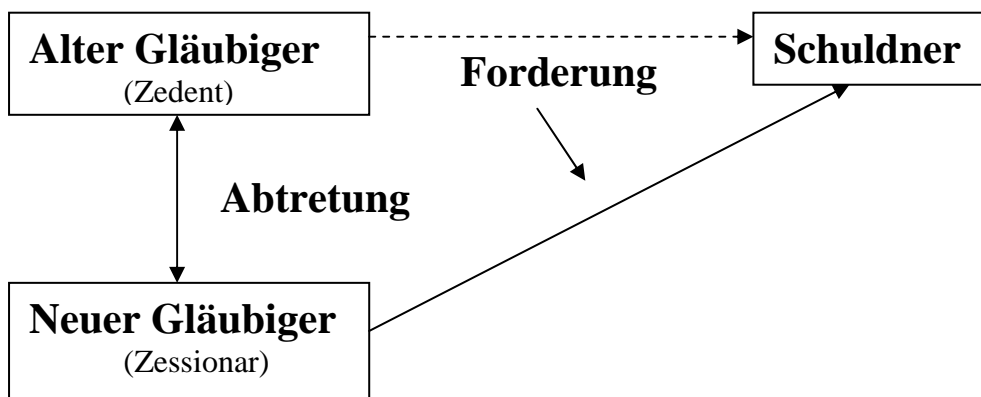 Alter Gläubiger
(Zedent)
Schuldner
Forderung
Abtretung
Neuer Gläubiger
(Zessionar)